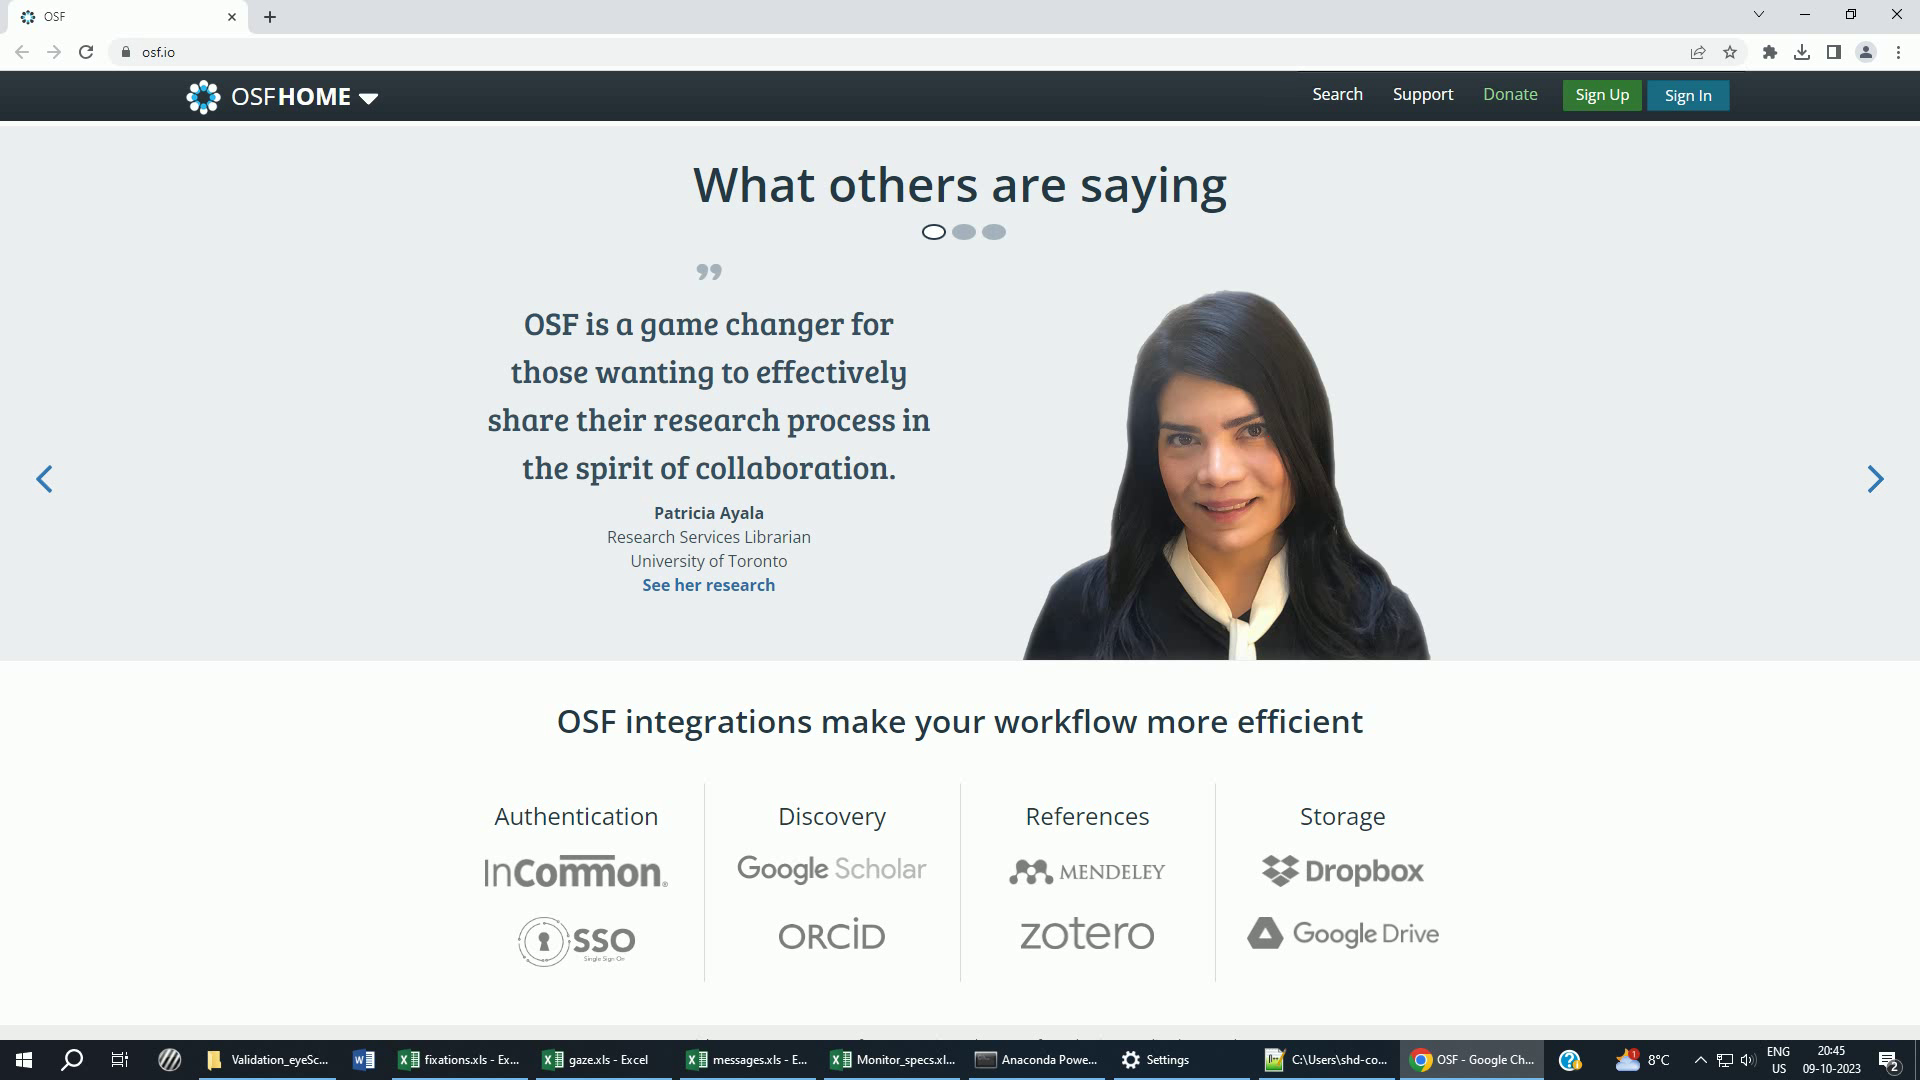 OSF
osf.io
OSFHOME
Search
Support
Donate
Sign Up
Sign In
What others are saying
”
OSF is a game changer for
those wanting to effectively
share their research process in
the spirit of collaboration.
Patricia Ayala
Research Services Librarian
University of Toronto
See her research
OSF integrations make your workflow more efficient
Authentication
Discovery
References
Storage
InCommon®
Google Scholar
MENDELEY
Dropbox
SSO
Single Sign On
ORCID
zotero
Google Drive
Validation_eyeSc...
fixations.xls - Ex...
gaze.xls - Excel
messages.xls - E...
Monitor_specs.xl...
Anaconda Powe...
Settings
C:\Users\shd-co...
OSF - Google Ch...
1
8°C
ENG
US
20:45
09-10-2023
2